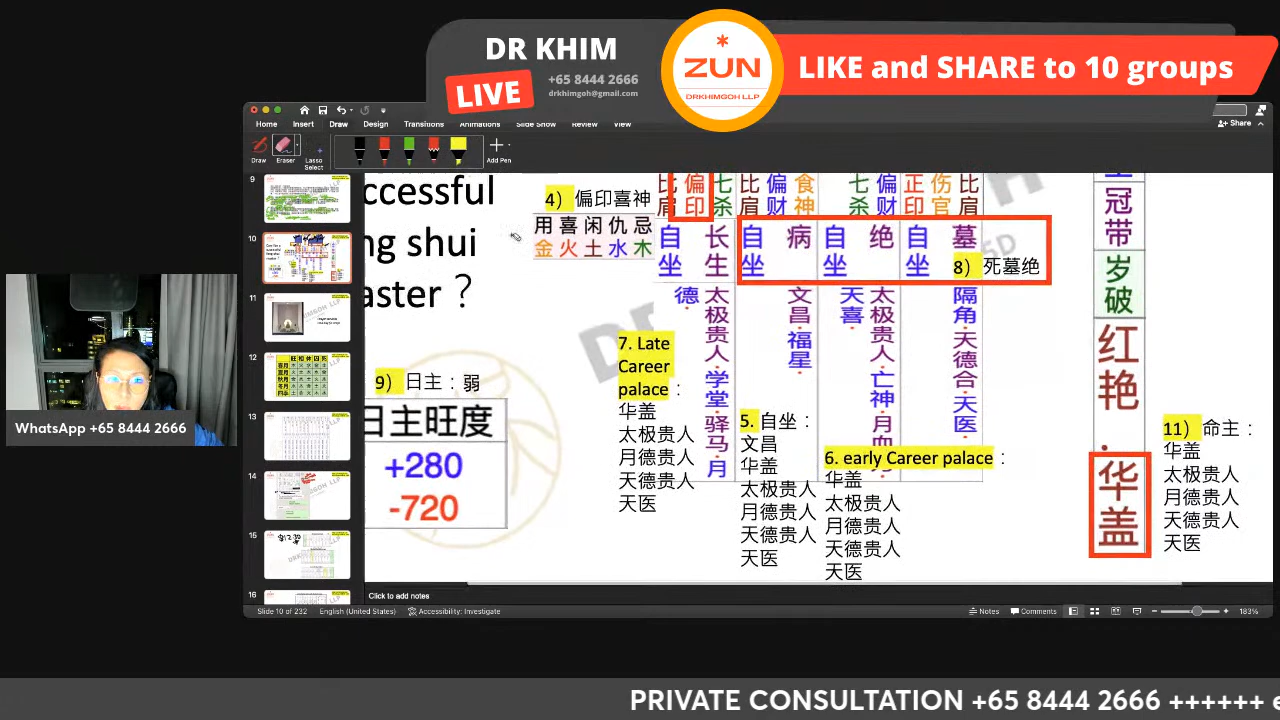 DR KHIM
LIVE
+65 8444 2666
drkhimgoh@gmail.com
*
ZUN
DRKHIMGOH LLP
LIKE and SHARE to 10 groups
Home
Insert
Draw
Design
Transitions
Animations
Slide Show
Review
View
Share
Draw
Eraser
Lasso
Select
Add Pen
9
10
11
12
13
14
15
16
ccessful
ng shui
aster ?
4) 偏印喜神
用喜闲仇忌
金火土水木
偏印
七杀
比肩
偏财
食神
七杀
偏财
正印
伤官
比肩
自坐
长生
自坐
病
自坐
绝
自坐
墓
8) 死墓绝
德
太极贵人·学堂·驿马·月
文昌·福星·
天喜·
太极贵人·亡神·月
隔角·天德合·天医·
冠带
岁破
红艳·
华盖
7. Late
Career
palace :
华盖
太极贵人
月德贵人
天德贵人
天医
5. 自坐 :
文昌
华盖
太极贵人
月德贵人
天德贵人
天医
6. early Career palace :
华盖
太极贵人
月德贵人
天德贵人
天医
9) 日主 : 弱
日主旺度
+280
-720
11) 命主 :
华盖
太极贵人
月德贵人
天德贵人
天医
WhatsApp +65 8444 2666
Click to add notes
Slide 10 of 232
English (United States)
Accessibility: Investigate
Notes
Comments
183%
PRIVATE CONSULTATION +65 8444 2666 ++++++ e